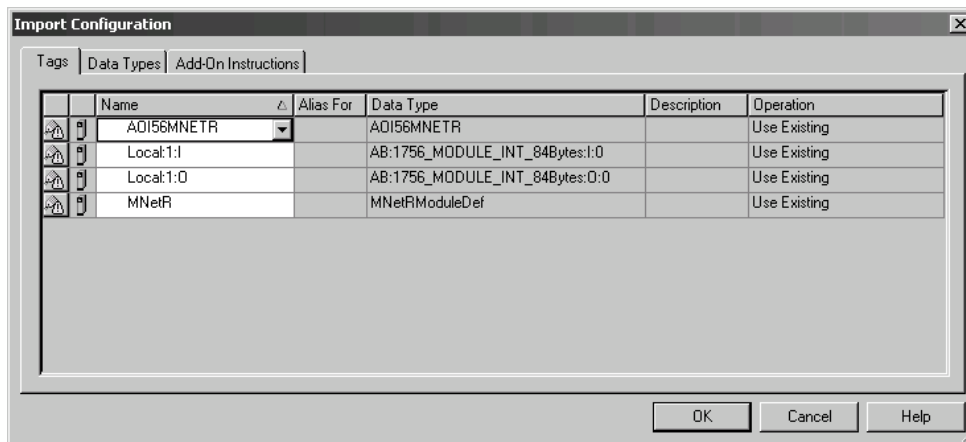 Import Configuration
Tags Data Types Add-On Instructions
Name Alias For Data Type Description Operation
AOI56MNETR AOI56MNETR Use Existing
Local:1:I AB:1756_MODULE_INT_84Bytes:I:0 Use Existing
Local:1:O AB:1756_MODULE_INT_84Bytes:O:0 Use Existing
MNetR MNetRModuleDef Use Existing
OK Cancel Help